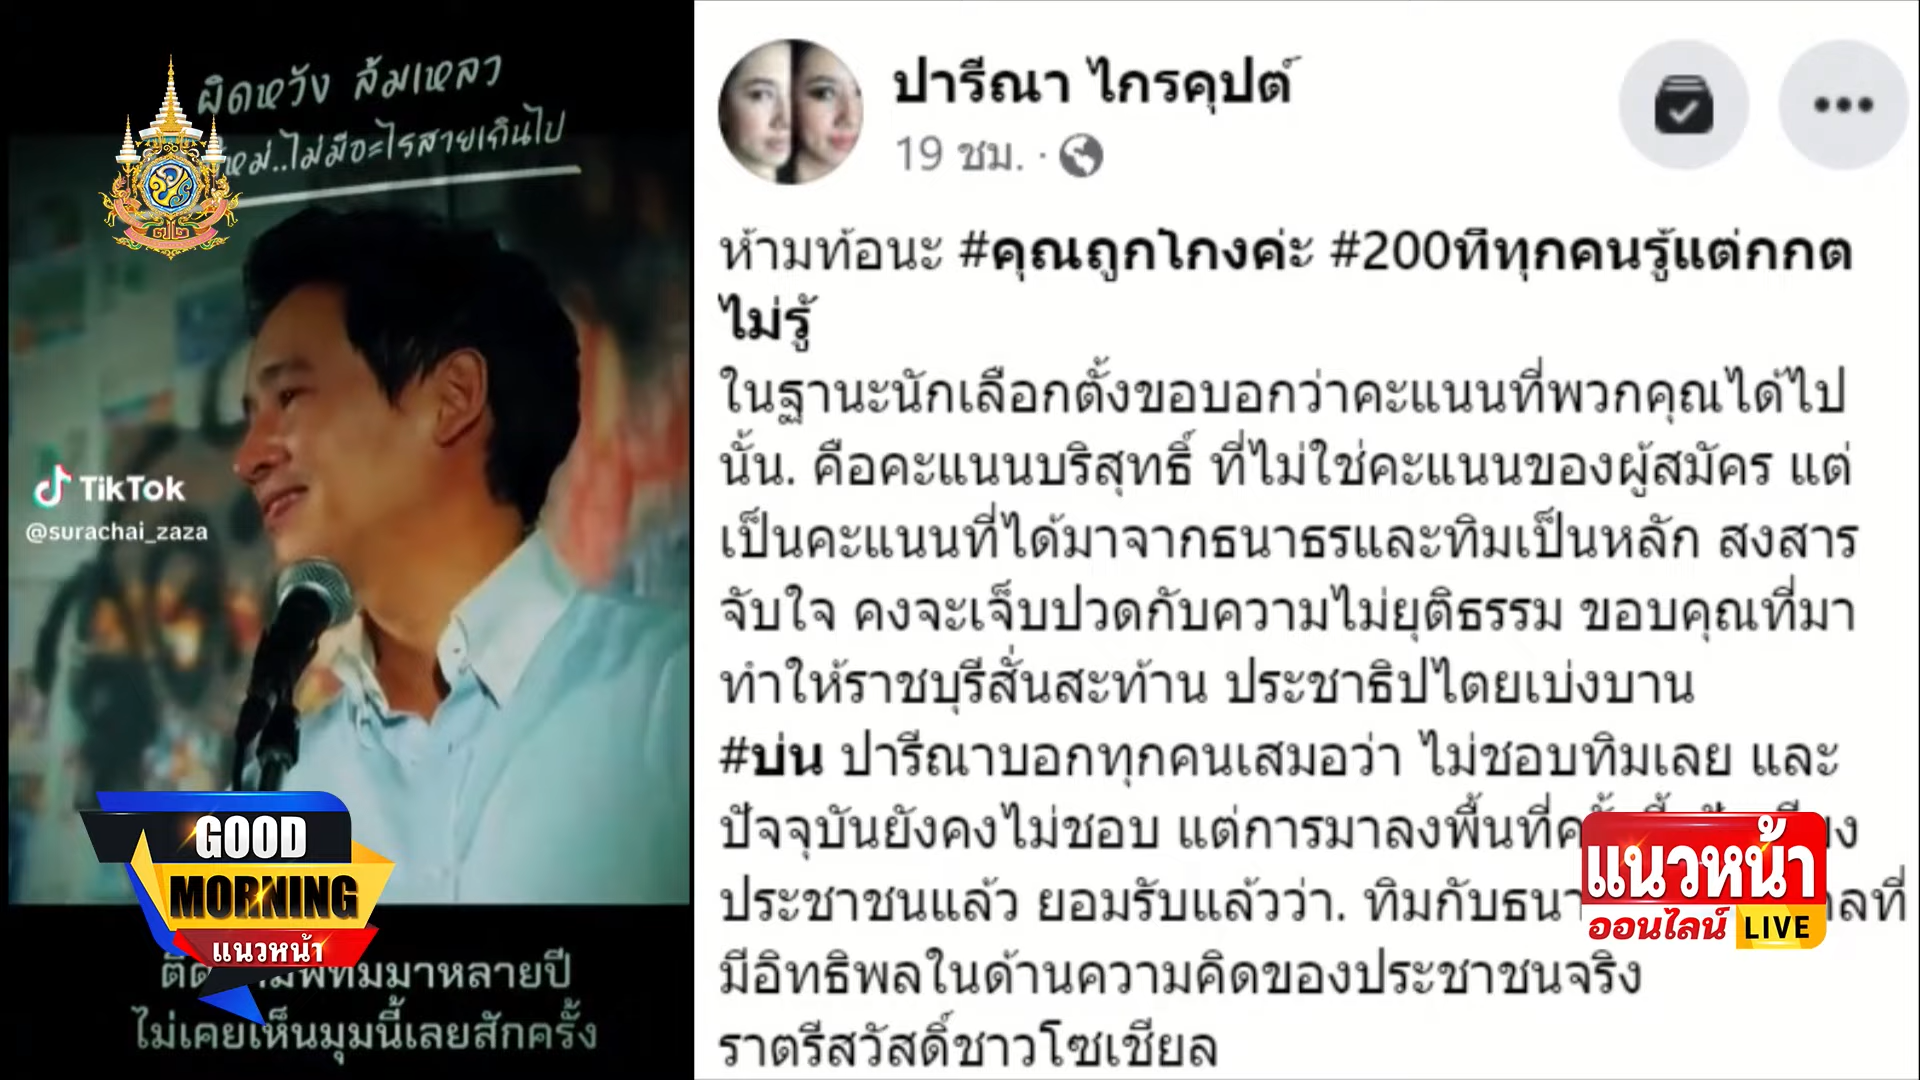 ผิดหวัง ล้มเหลว
..ไม่มีอะไรสายเกินไป
TikTok
@surachai_zaza
GOOD
MORNING
แนวหน้า
มาหลายปี
ไม่เคยเห็นมุมนี้เลยสักครั้ง
ปารีณา ไกรคุปต์
19 ชม. ·
ห้ามท้อนะ #คุณถูกโกงค่ะ #200ที่ทุกคนรู้แต่กกต
ไม่รู้
ในฐานะนักเลือกตั้งขอบอกว่าคะแนนที่พวกคุณได้ไป
นั้น. คือคะแนนบริสุทธิ์ ที่ไม่ใช่คะแนนของผู้สมัคร แต่
เป็นคะแนนที่ได้มาจากธนาธรและทิมเป็นหลัก สงสาร
จับใจ คงจะเจ็บปวดกับความไม่ยุติธรรม ขอบคุณที่มา
ทำให้ราชบุรีสั่นสะท้าน ประชาธิปไตยเบ่งบาน
#บ่น ปารีณาบอกทุกคนเสมอว่า ไม่ชอบทิมเลย และ
ปัจจุบันยังคงไม่ชอบ แต่การมาลงพื้นที่
ประชาชนแล้ว ยอมรับแล้วว่า. ทิมกับ
มีอิทธิพลในด้านความคิดของประชาชนจริง
ราตรีสวัสดิ์ชาวโซเชียล
แนวหน้า
ออนไลน์ LIVE